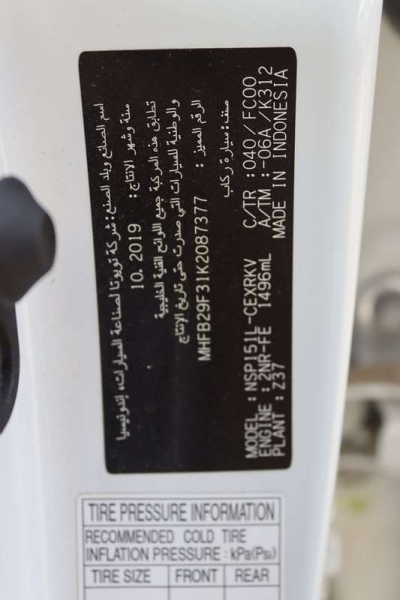 اسم الصانع وبلد الصنع: شركة تويوتا لصناعة السيارات، إندونيسيا
سنة وشهر الإنتاج: 10. 2019
تطابق هذه المركبة جميع اللوائح الفنية الخليجية
والوطنية للسيارات التي صدرت حتى تاريخ الإنتاج
الرقم المميز: MHFB29F31K2087377
صنف: سيارة ركاب
MODEL : NSP151L-CEXRKV C/TR : 040 / FC00
ENGINE : 2NR-FE 1496mL A/TM : -06A / K312
PLANT : Z37 MADE IN INDONESIA
TIRE PRESSURE INFORMATION
RECOMMENDED COLD TIRE
INFLATION PRESSURE : kPa(Psi)
TIRE SIZE FRONT REAR